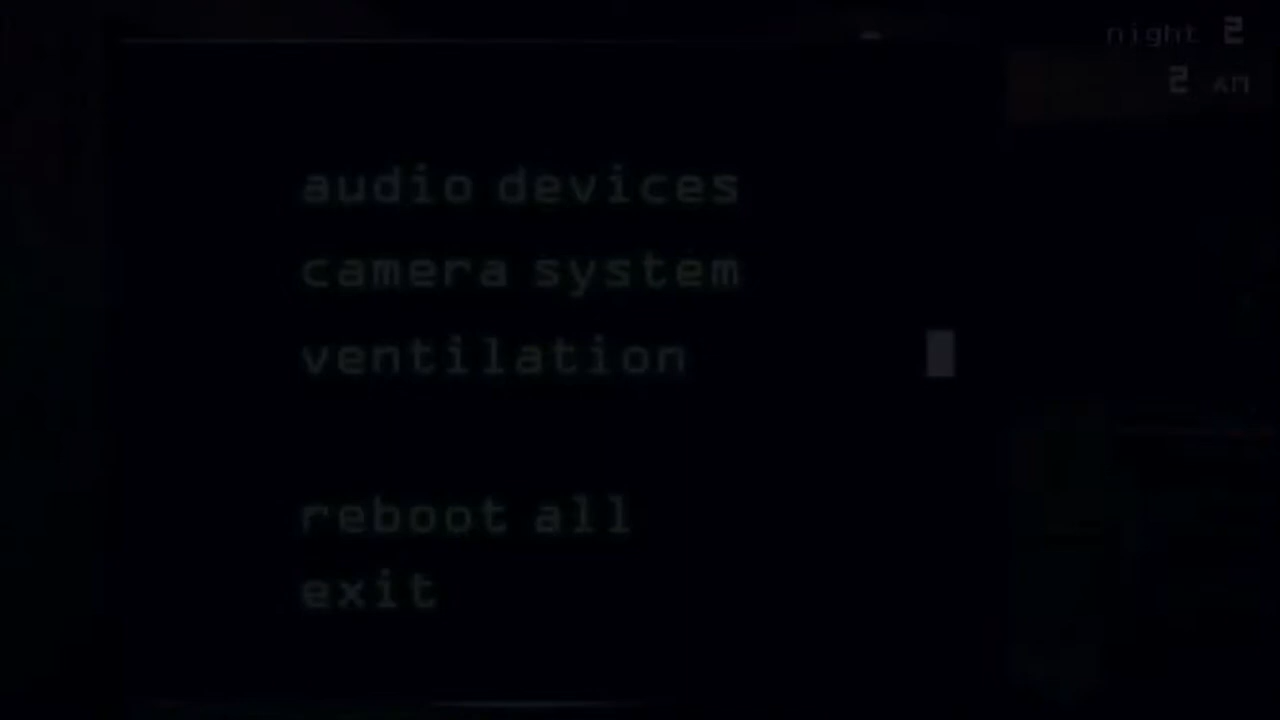 night 2
2 AM
audio devices
camera system
ventilation
reboot all
exit